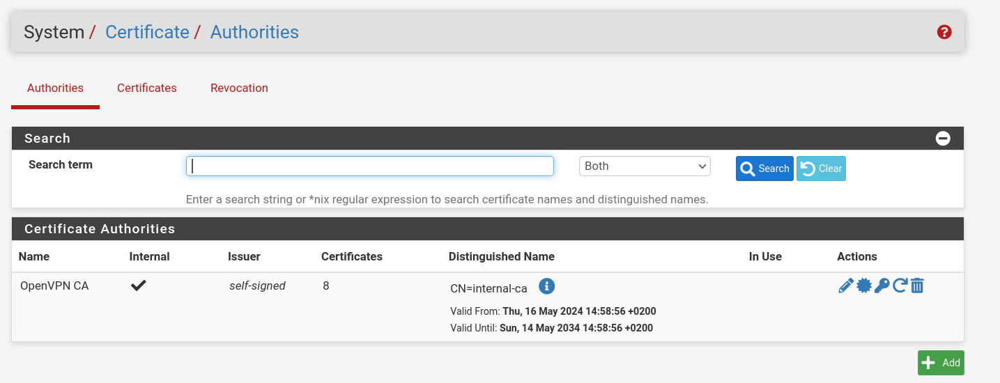 System / Certificate / Authorities
Authorities Certificates Revocation
Search
Search term Both Search Clear
Enter a search string or *nix regular expression to search certificate names and distinguished names.
Certificate Authorities
Name Internal Issuer Certificates Distinguished Name In Use Actions
OpenVPN CA self-signed 8 CN=internal-ca
Valid From: Thu, 16 May 2024 14:58:56 +0200
Valid Until: Sun, 14 May 2034 14:58:56 +0200
Add